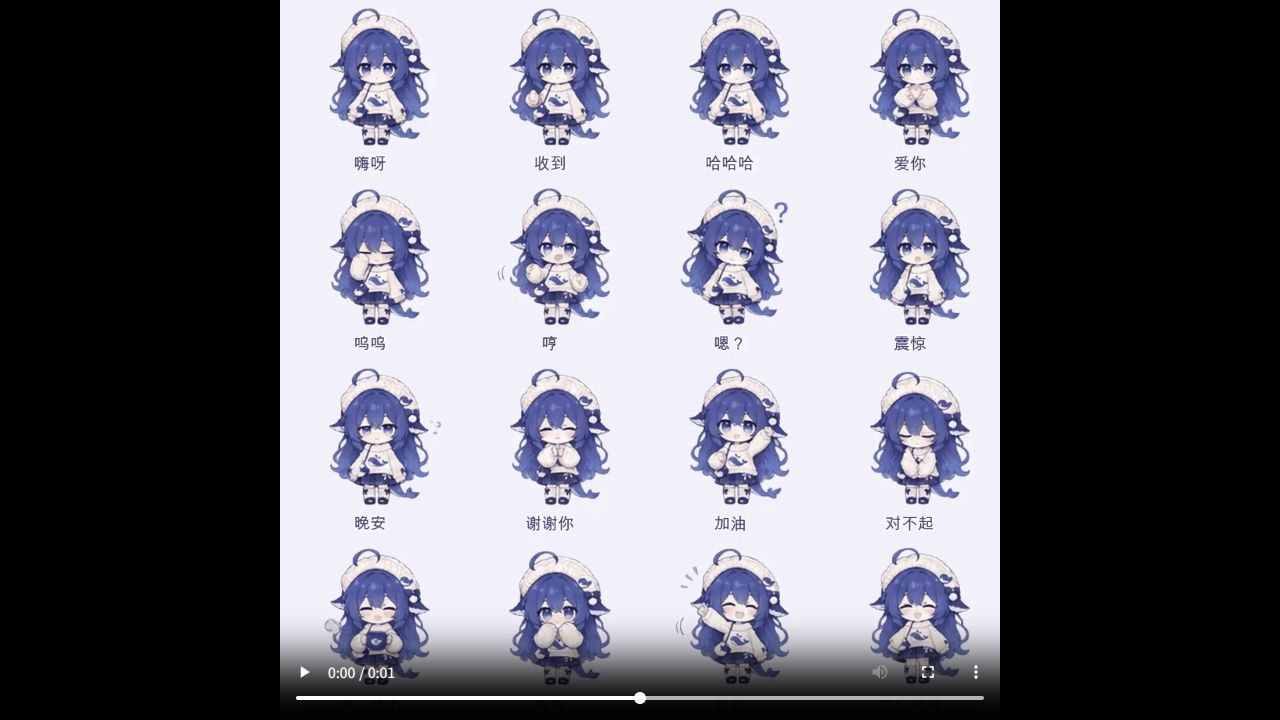 嗨呀 收到 哈哈哈 爱你
呜呜 哼 嗯？ 震惊
晚安 谢谢你 加油 对不起
0:00 / 0:01